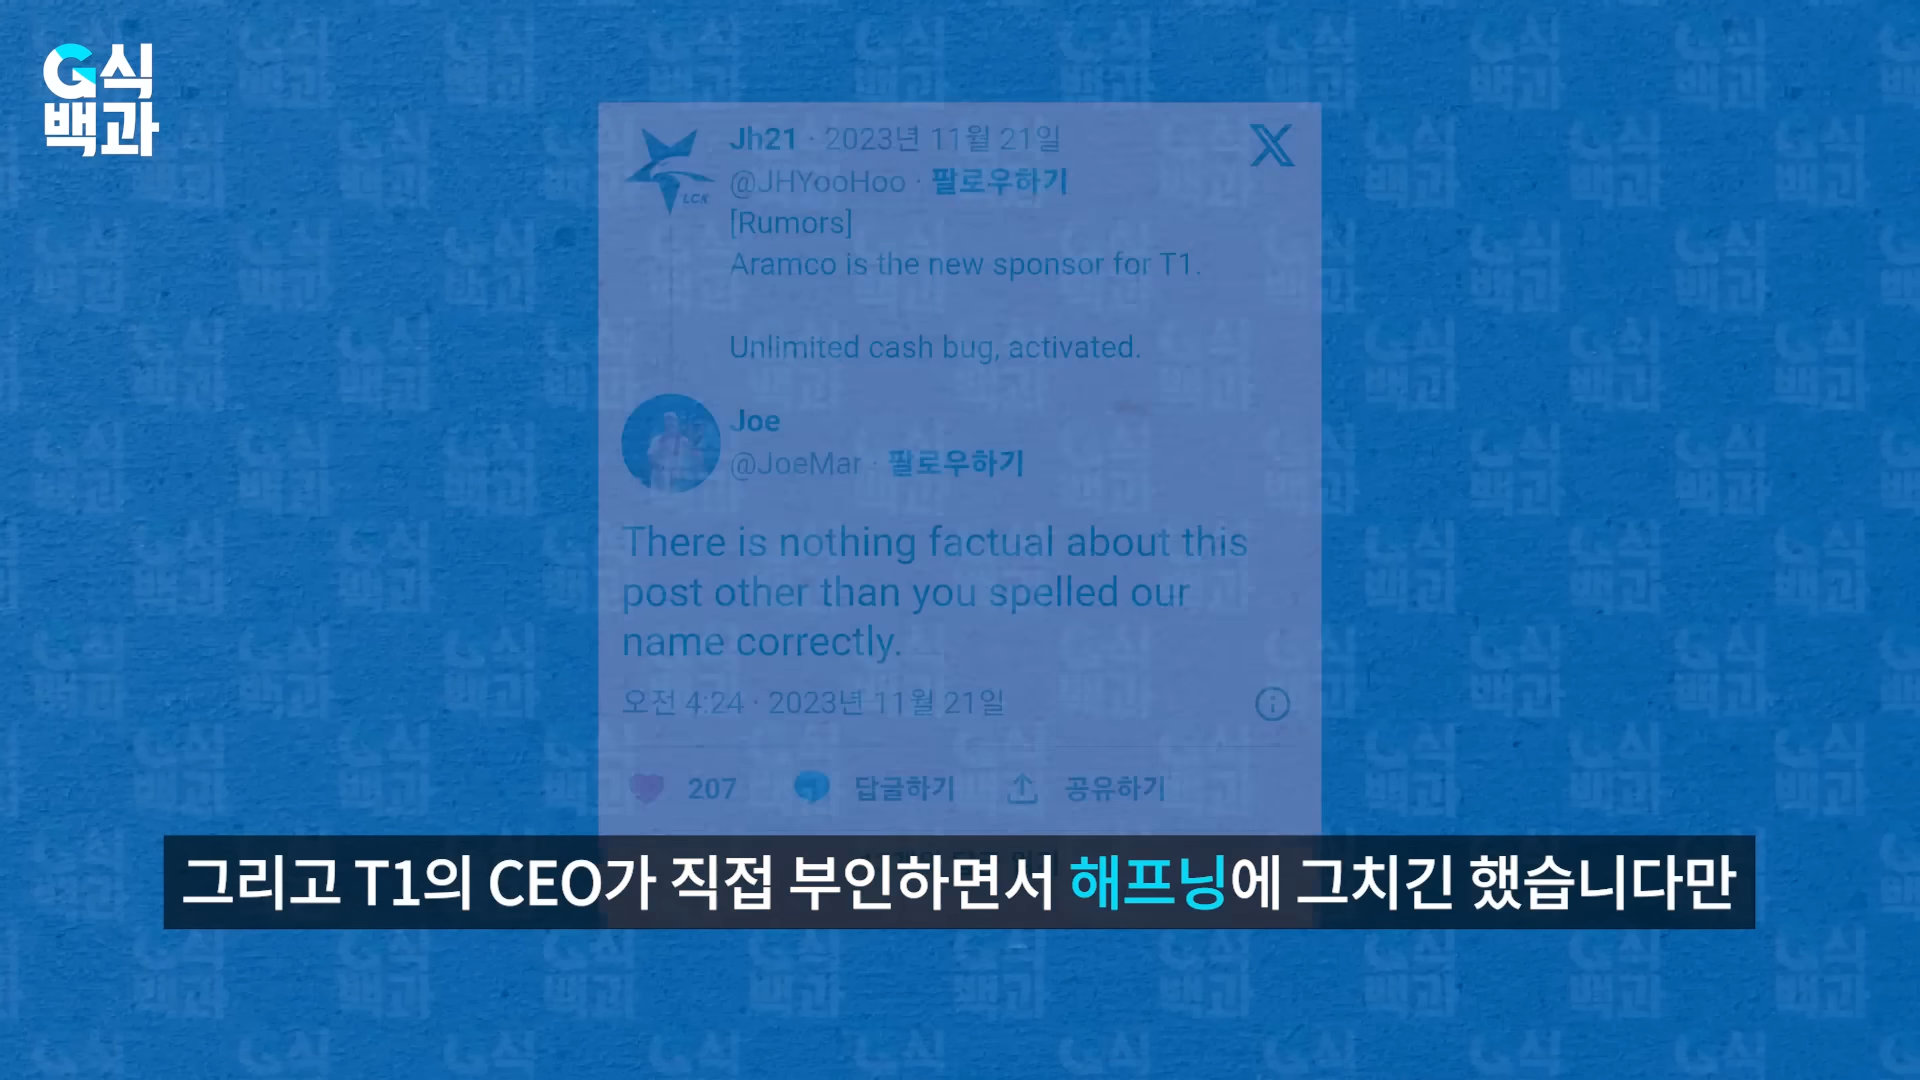 G식
백과
Jh21 · 2023년 11월 21일
@JHYooHoo · 팔로우하기
LCK
[Rumors]
Aramco is the new sponsor for T1.
Unlimited cash bug, activated.
Joe
@JoeMar · 팔로우하기
There is nothing factual about this
post other than you spelled our
name correctly.
오전 4:24 · 2023년 11월 21일
207 답글하기 공유하기
그리고 T1의 CEO가 직접 부인하면서 해프닝에 그치긴 했습니다만